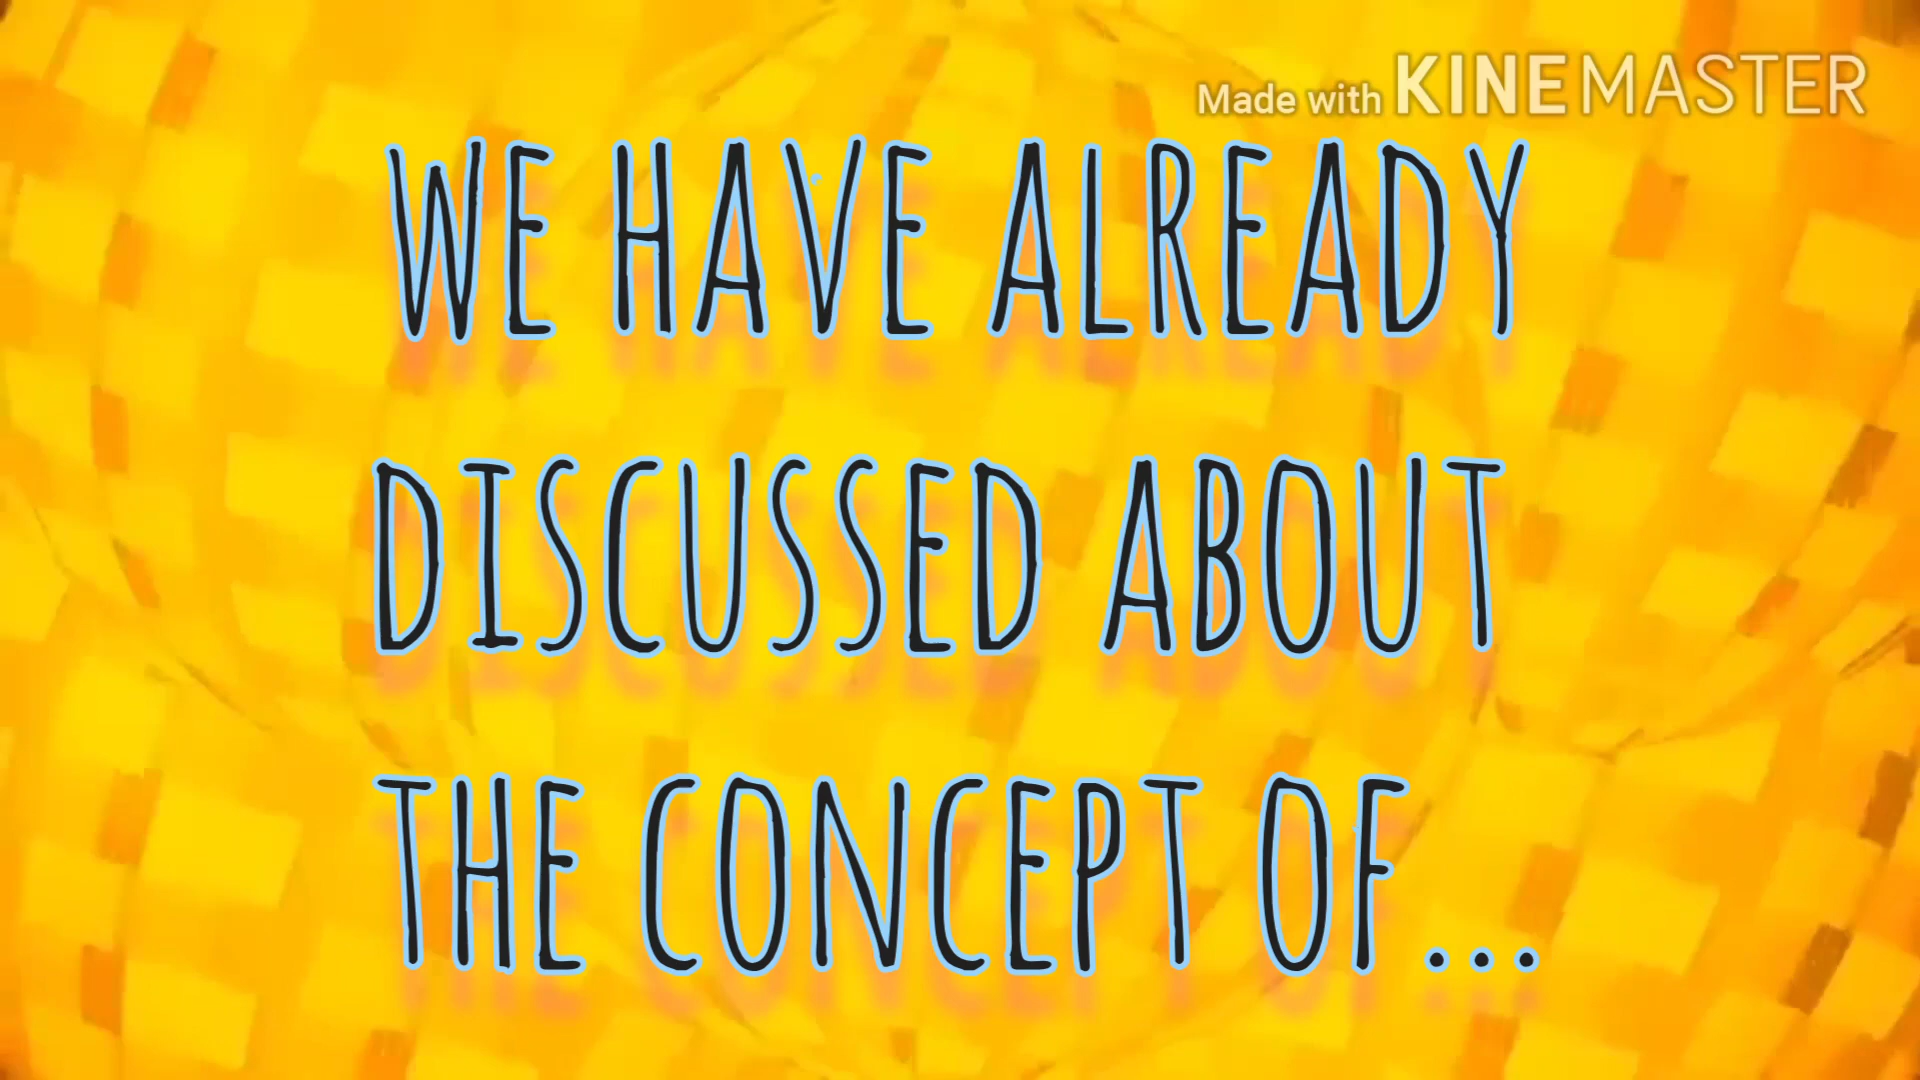 Made with KINEMASTER
WE HAVE ALREADY
DISCUSSED ABOUT
THE CONCEPT OF...